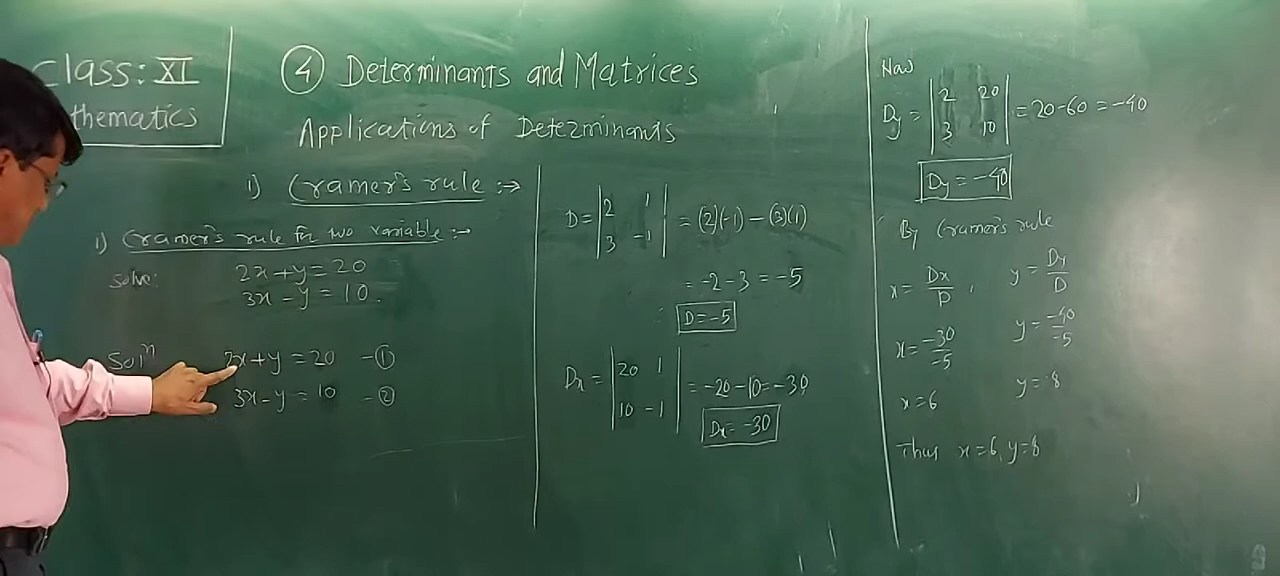 Class: XI
thematics
④ Determinants and Matrices
Applications of Determinants
1) Cramer's rule :→
1) Cramer's rule for two variable :→
Solve: 2x+y=20
3x-y=10.
Solⁿ 2x+y=20 -①
3x-y=10 -②
D = |2 1| = (2)(-1)-(3)(1)
|3 -1|
= -2-3 = -5
D=-5
Dx = |20 1| = -20-10=-30
|10 -1|
Dx=-30
Now
Dy = |2 20| = 20-60 = -40
|3 10|
Dy=-40
By Cramer's rule
x = Dx/D , y = Dy/D
x = -30/-5 y = -40/-5
x=6 y=8
Thus x=6, y=8